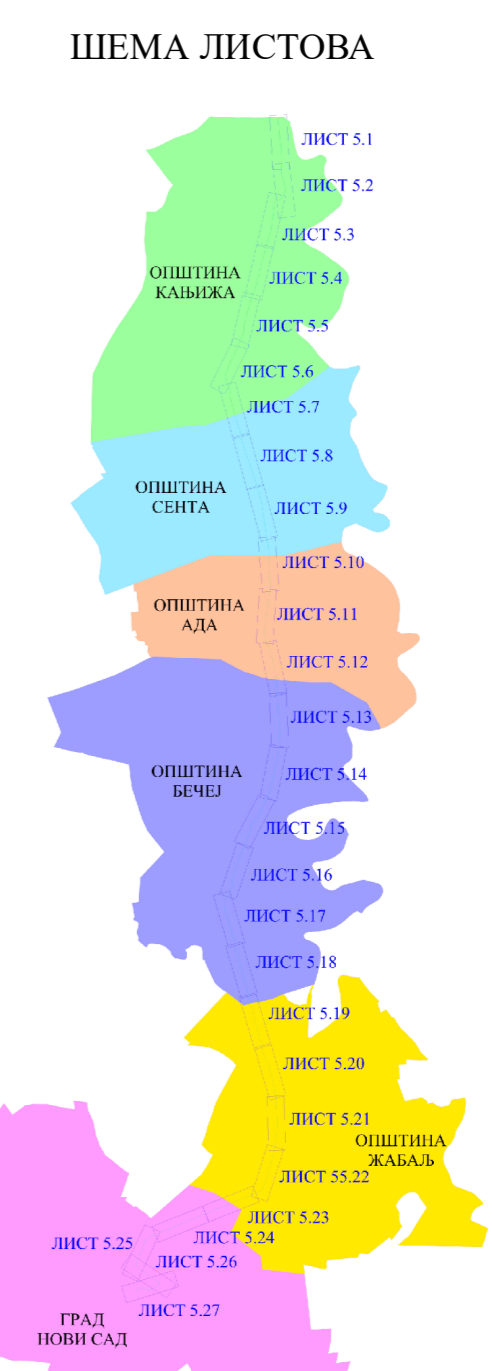 ШЕМА ЛИСТОВА
ЛИСТ 5.1
ЛИСТ 5.2
ЛИСТ 5.3
ОПШТИНА
КАЊИЖА
ЛИСТ 5.4
ЛИСТ 5.5
ЛИСТ 5.6
ЛИСТ 5.7
ЛИСТ 5.8
ОПШТИНА
СЕНТА
ЛИСТ 5.9
ЛИСТ 5.10
ОПШТИНА
АДА
ЛИСТ 5.11
ЛИСТ 5.12
ЛИСТ 5.13
ОПШТИНА
БЕЧЕЈ
ЛИСТ 5.14
ЛИСТ 5.15
ЛИСТ 5.16
ЛИСТ 5.17
ЛИСТ 5.18
ЛИСТ 5.19
ЛИСТ 5.20
ЛИСТ 5.21
ОПШТИНА
ЖАБАЉ
ЛИСТ 55.22
ЛИСТ 5.23
ЛИСТ 5.24
ЛИСТ 5.25
ЛИСТ 5.26
ЛИСТ 5.27
ГРАД
НОВИ САД